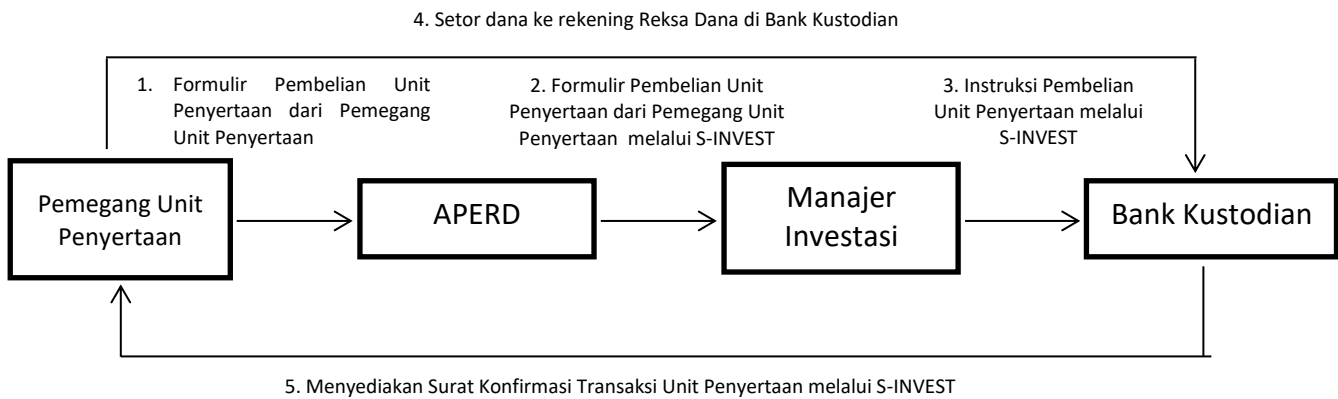 4. Setor dana ke rekening Reksa Dana di Bank Kustodian
1. Formulir Pembelian Unit
Penyertaan dari Pemegang
Unit Penyertaan
2. Formulir Pembelian Unit
Penyertaan dari Pemegang Unit
Penyertaan melalui S-INVEST
3. Instruksi Pembelian
Unit Penyertaan melalui
S-INVEST
Pemegang Unit
Penyertaan
APERD
Manajer
Investasi
Bank Kustodian
5. Menyediakan Surat Konfirmasi Transaksi Unit Penyertaan melalui S-INVEST